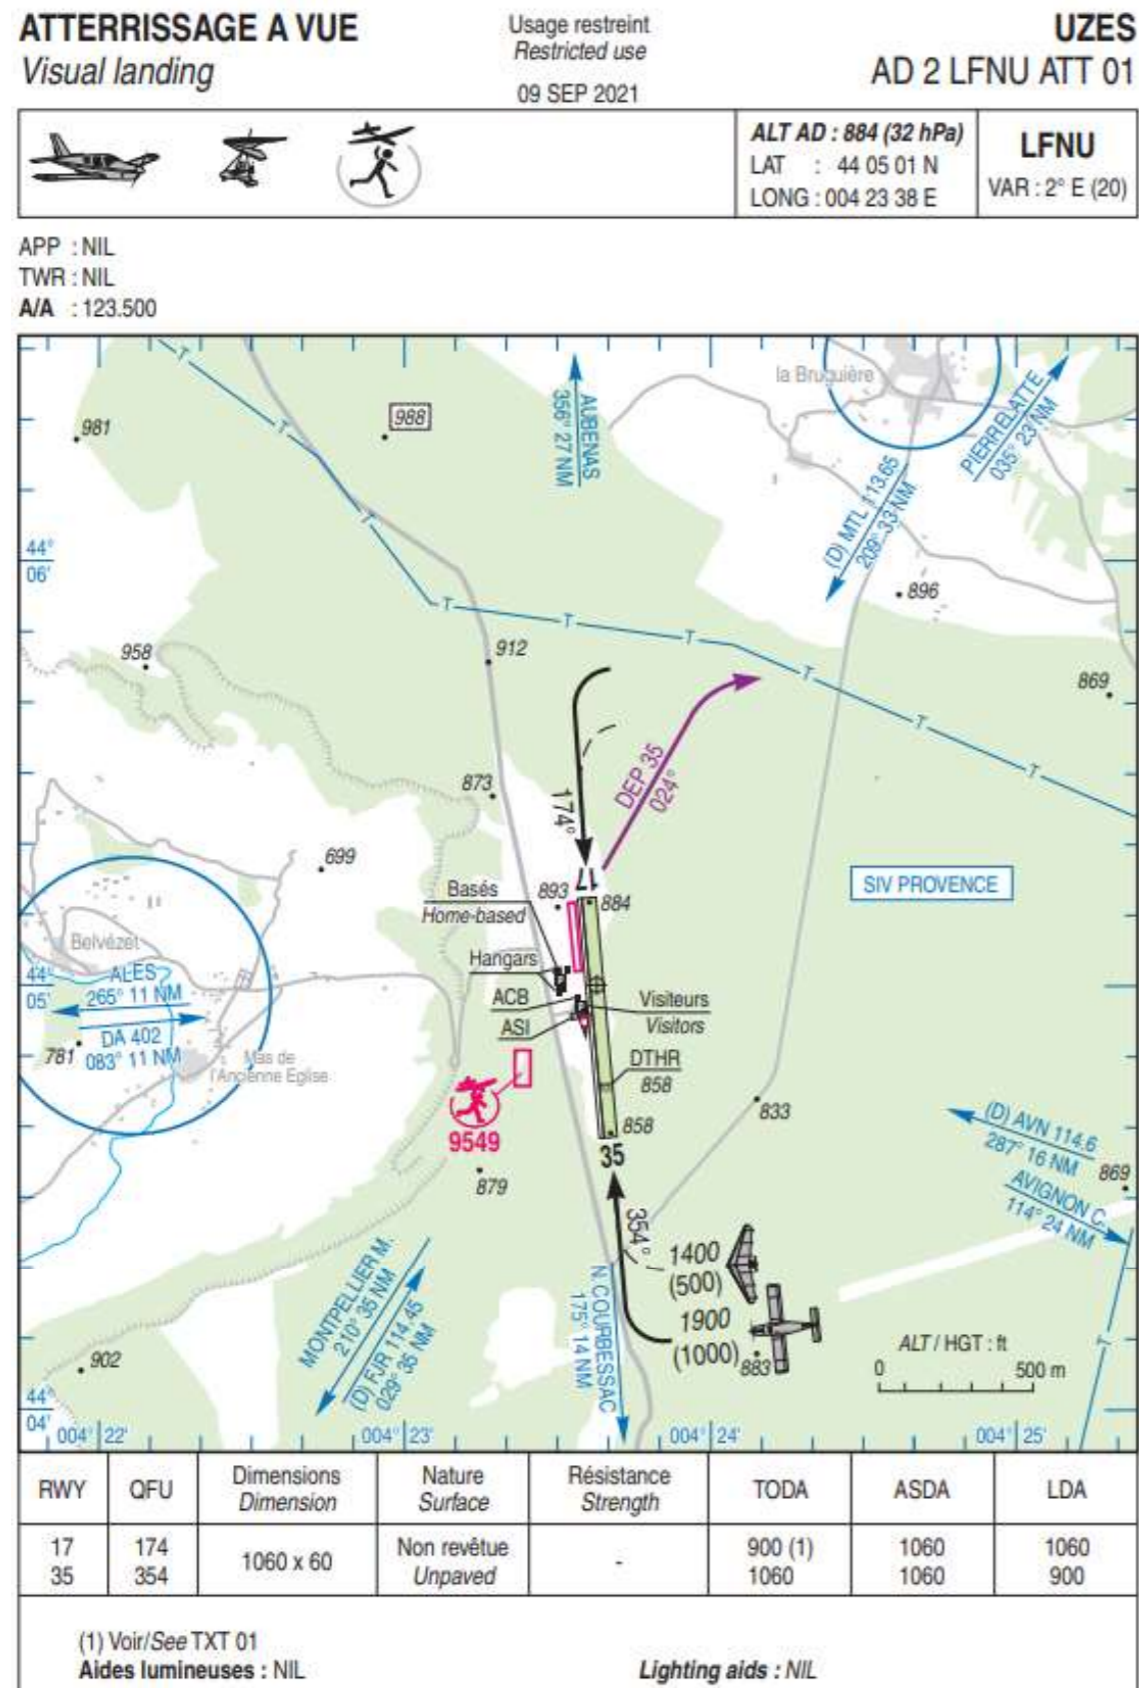 ATTERRISSAGE A VUE
Visual landing
Usage restreint
Restricted use
09 SEP 2021
UZES
AD 2 LFNU ATT 01
ALT AD : 884 (32 hPa)
LAT : 44 05 01 N
LONG : 004 23 38 E
LFNU
VAR : 2° E (20)
APP : NIL
TWR : NIL
A/A : 123.500
981
988
AUBENAS
356° 27 NM
la Bruguière
PIERRELATTE
035° 23 NM
(D) MTL 113.65
209° 33 NM
T
T
T
44°
06'
896
T
T
T
958
912
T
869
T
T
DEP 35
024°
873
174°
699
17
SIV PROVENCE
Basés
Home-based
893
884
Belvézet
Hangars
44°
05'
ALES
265° 11 NM
ACB
Visiteurs
Visitors
ASI
DA 402
083° 11 NM
781
Mas de
l'Ancienne Eglise
DTHR
858
833
9549
858
35
879
(D) AVN 114.6
287° 16 NM
869
AVIGNON C.
114° 24 NM
354°
1400
(500)
MONTPELLIER M.
210° 35 NM
(D) FJR 114.45
029° 35 NM
N. COURBESSAC
175° 14 NM
1900
(1000)
883
ALT / HGT : ft
0 500 m
T
902
44°
04'
004° 22'
004° 23'
004° 24'
004° 25'
RWY QFU Dimensions Nature Résistance TODA ASDA LDA
Dimension Surface Strength
17 174 1060 x 60 Non revêtue - 900 (1) 1060 1060
35 354 Unpaved 1060 1060 900
(1) Voir/See TXT 01
Aides lumineuses : NIL Lighting aids : NIL